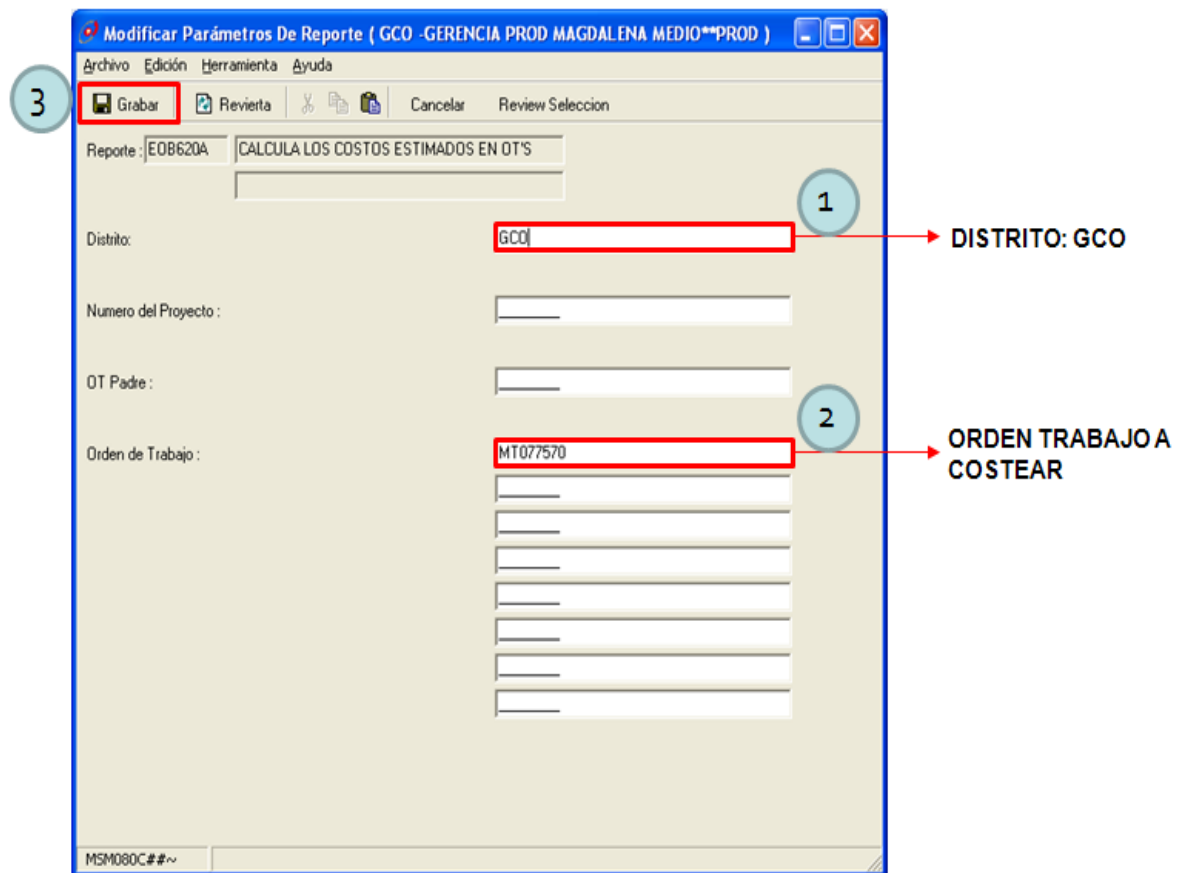 Modificar Parámetros De Reporte ( GCO -GERENCIA PROD MAGDALENA MEDIO**PROD )
Archivo Edición Herramienta Ayuda
3
Grabar Revierta Cancelar Review Seleccion
Reporte : EOB620A CALCULA LOS COSTOS ESTIMADOS EN OT'S
1
Distrito: GCO
DISTRITO: GCO
Numero del Proyecto :
OT Padre :
2
Orden de Trabajo : MT077570
ORDEN TRABAJO A
COSTEAR
MSM080C##~